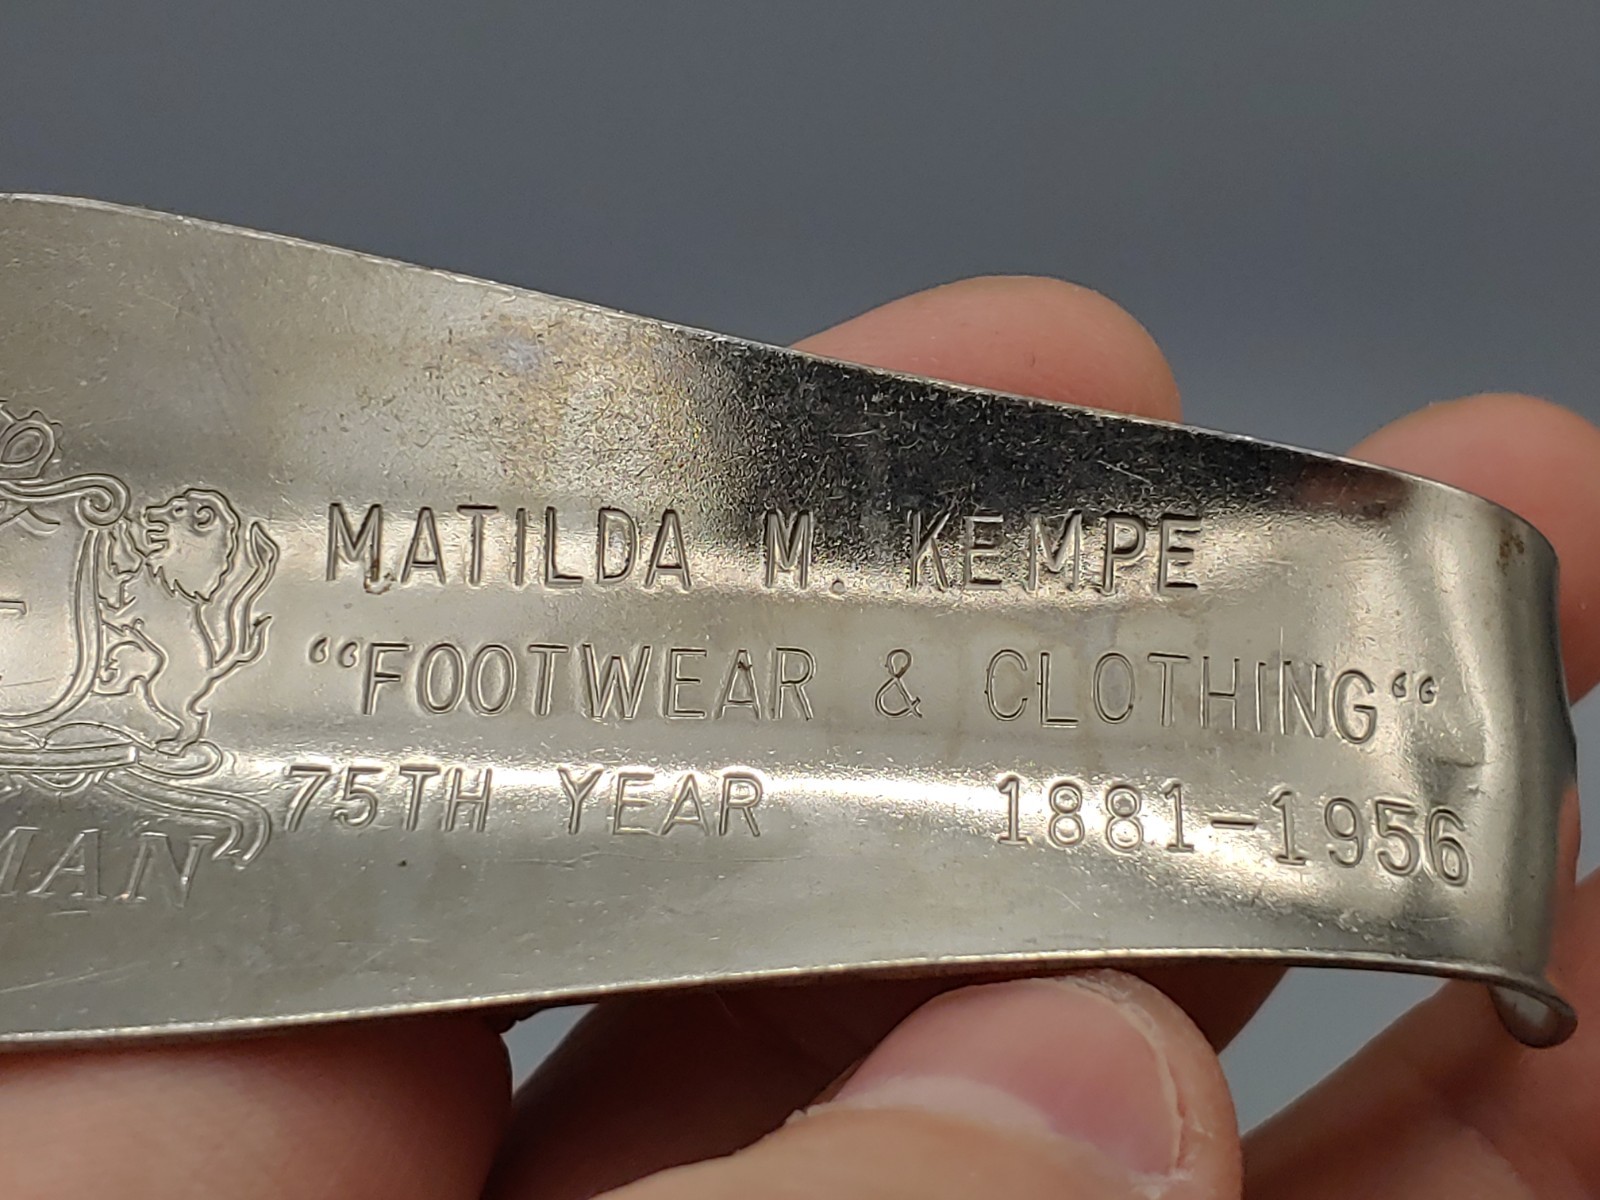 MATILDA M. KEMPE
“FOOTWEAR & CLOTHING“
75TH YEAR 1881-1956